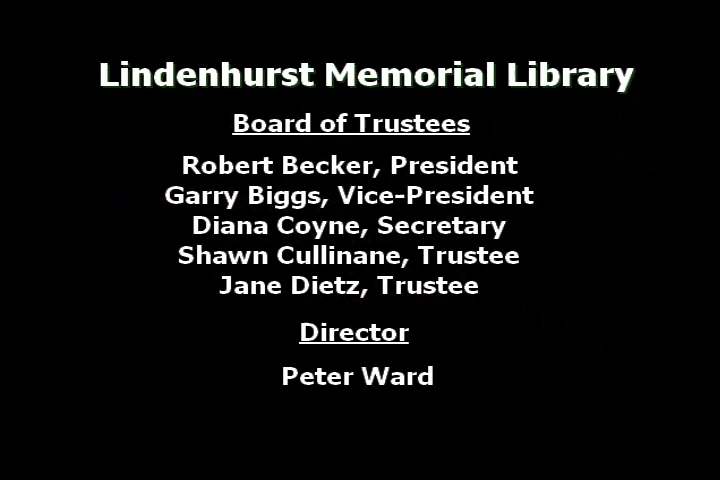 Lindenhurst Memorial Library
Board of Trustees
Robert Becker, President
Garry Biggs, Vice-President
Diana Coyne, Secretary
Shawn Cullinane, Trustee
Jane Dietz, Trustee
Director
Peter Ward